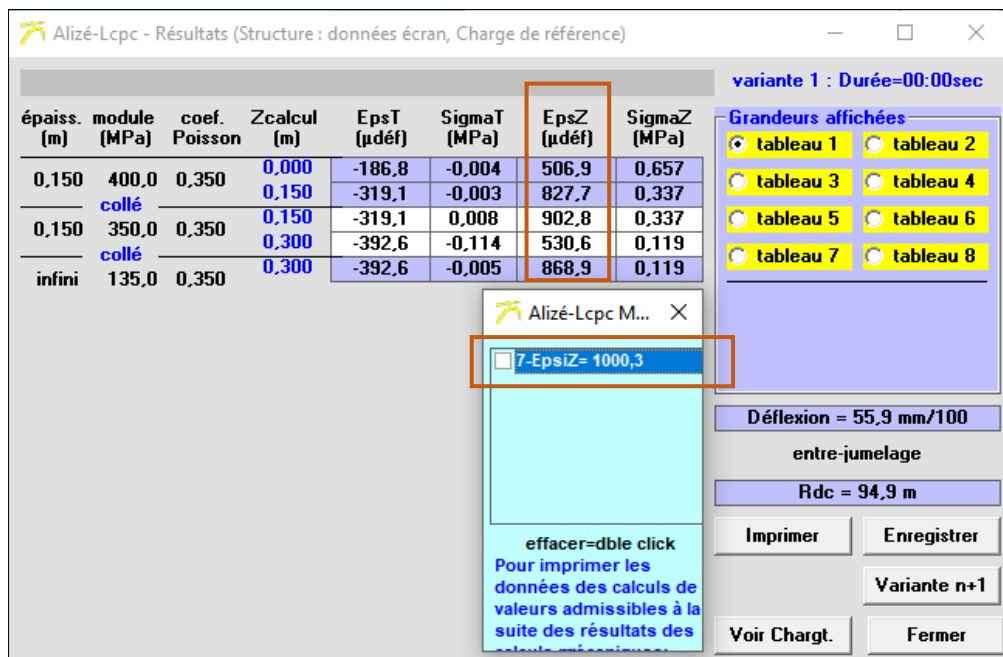 Alizé-Lcpc - Résultats (Structure : données écran, Charge de référence)
variante 1 : Durée=00:00sec
épaiss. module coef. Zcalcul EpsT SigmaT EpsZ SigmaZ
(m) (MPa) Poisson (m) (µdéf) (MPa) (µdéf) (MPa)
0,000 -186,8 -0,004 506,9 0,657
0,150 400,0 0,350
0,150 -319,1 -0,003 827,7 0,337
collé
0,150 -319,1 0,008 902,8 0,337
0,150 350,0 0,350
0,300 -392,6 -0,114 530,6 0,119
collé
0,300 -392,6 -0,005 868,9 0,119
infini 135,0 0,350
Grandeurs affichées
tableau 1 tableau 2
tableau 3 tableau 4
tableau 5 tableau 6
tableau 7 tableau 8
Alizé-Lcpc M...
7-EpsiZ= 1000,3
effacer=dble click
Pour imprimer les
données des calculs de
valeurs admissibles à la
suite des résultats des
Déflexion = 55,9 mm/100
entre-jumelage
Rdc = 94,9 m
Imprimer Enregistrer
Variante n+1
Voir Chargt. Fermer